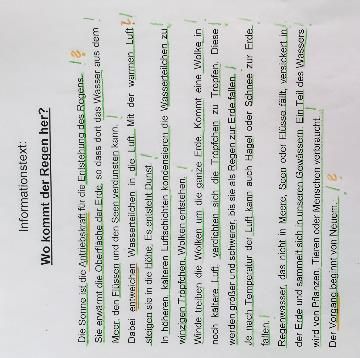 Informationstext:
Wo kommt der Regen her?
Die Sonne ist die Antriebskraft für die Entstehung des Regens. ! ?
Sie erwärmt die Oberfläche der Erde, so dass dort das Wasser aus dem !
Meer, den Flüssen und den Seen verdunsten kann. !
Dabei entweichen Wasserteilchen in die Luft. Mit der warmen Luft ! ?
steigen sie in die Höhe. Es entsteht Dunst. !
In höheren, kälteren Luftschichten kondensieren die Wasserteilchen zu !
winzigen Tröpfchen. Wolken entstehen. !
Winde treiben die Wolken um die ganze Erde. Kommt eine Wolke in !
noch kältere Luft, verdichten sich die Tröpfchen zu Tropfen. Diese !
werden größer und schwerer, bis sie als Regen zur Erde fallen. !
Je nach Temperatur der Luft kann auch Hagel oder Schnee zur Erde !
fallen. !
Regenwasser, das nicht in Meere, Seen oder Flüsse fällt, versickert in !
der Erde und sammelt sich in unseren Gewässern. Ein Teil des Wassers !
wird von Pflanzen, Tieren oder Menschen verbraucht. !
Der Vorgang beginnt von Neuem. ! ?